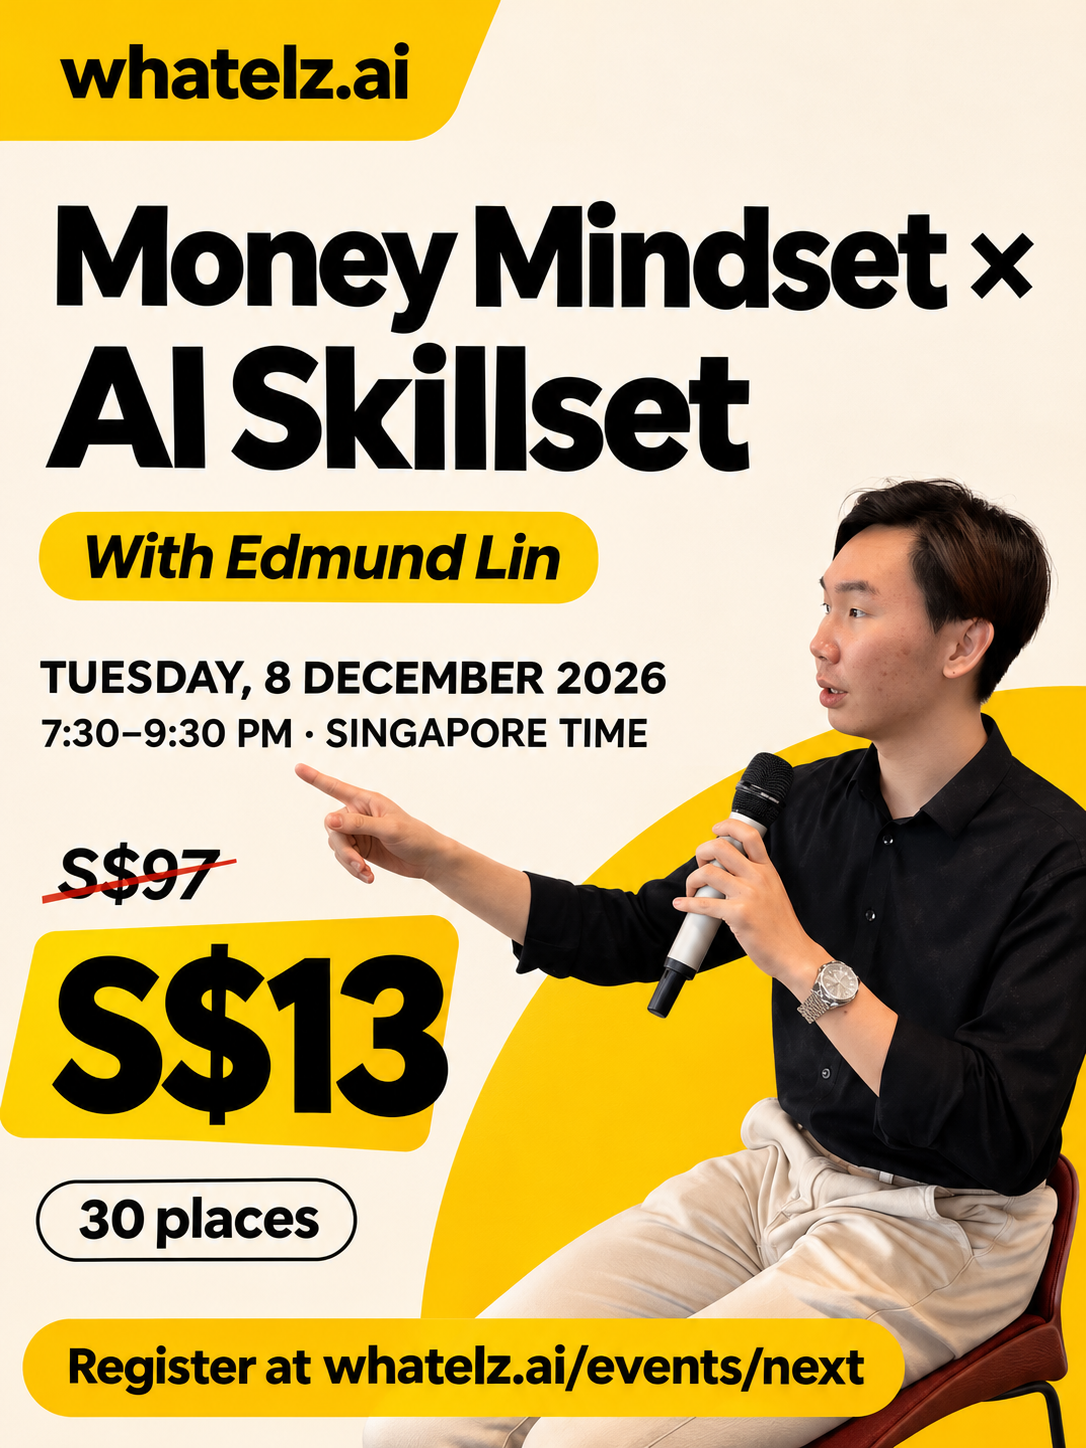 whatelz.ai
Money Mindset ×
AI Skillset
With Edmund Lin
TUESDAY, 8 DECEMBER 2026
7:30–9:30 PM · SINGAPORE TIME
S$97
S$13
30 places
Register at whatelz.ai/events/next